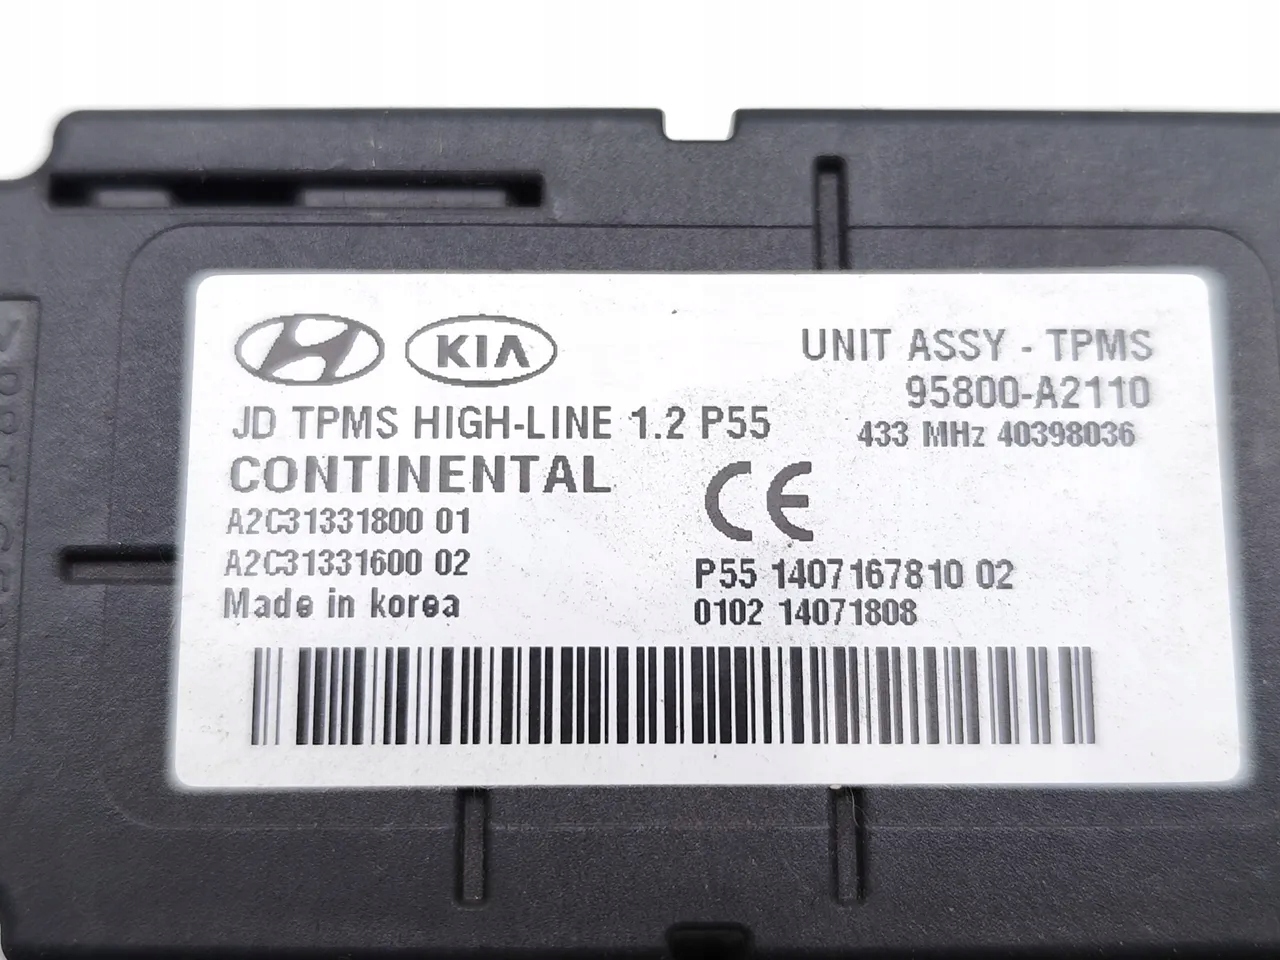 KIA
UNIT ASSY - TPMS
95800-A2110
JD TPMS HIGH-LINE 1.2 P55
433 MHz 40398036
CONTINENTAL
CE
A2C31331800 01
A2C31331600 02
P55 1407167810 02
Made in korea
0102 14071808